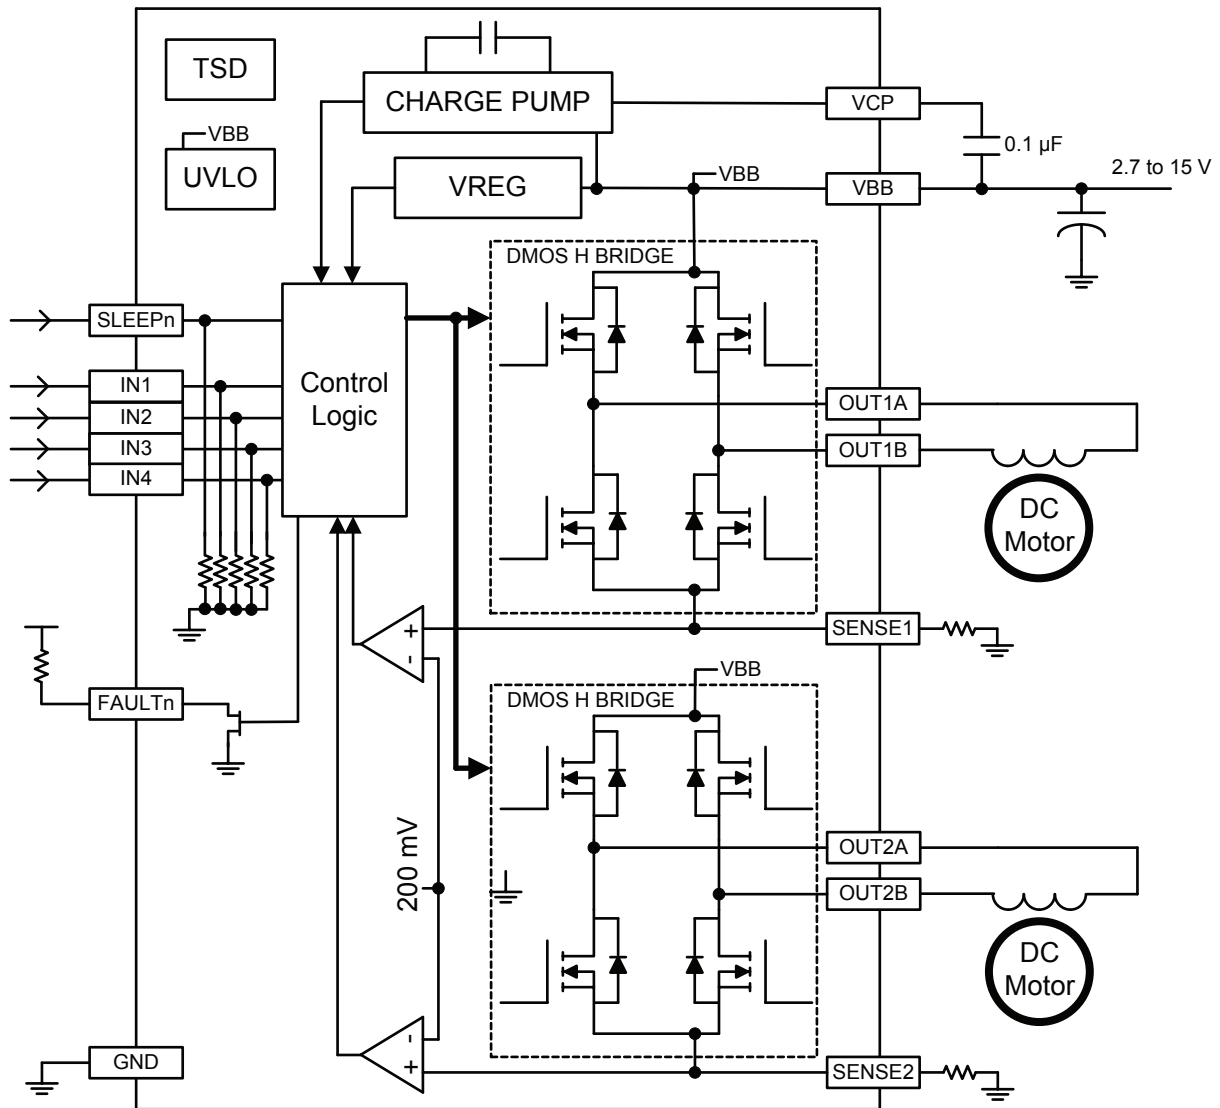 TSD
CHARGE PUMP
VCP
VBB
0.1 µF
UVLO
VREG
VBB
VBB
2.7 to 15 V
DMOS H BRIDGE
SLEEPn
IN1
IN2
IN3
IN4
Control
Logic
OUT1A
OUT1B
DC
Motor
+
-
SENSE1
FAULTn
VBB
DMOS H BRIDGE
200 mV
OUT2A
OUT2B
DC
Motor
-
+
GND
SENSE2